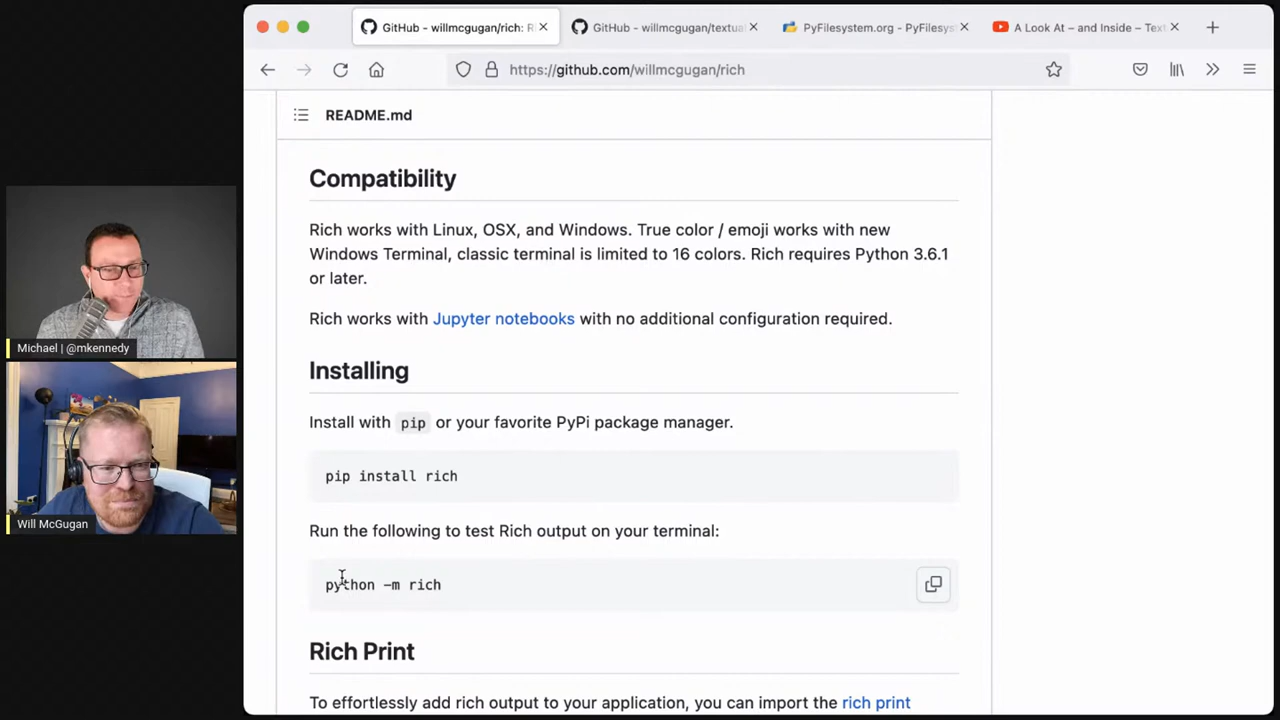 GitHub - willmcgugan/rich: R
GitHub - willmcgugan/textual
PyFilesystem.org - PyFilesys
A Look At – and Inside – Text
https://github.com/willmcgugan/rich
README.md
Compatibility
Rich works with Linux, OSX, and Windows. True color / emoji works with new
Windows Terminal, classic terminal is limited to 16 colors. Rich requires Python 3.6.1
or later.
Rich works with Jupyter notebooks with no additional configuration required.
Installing
Install with pip or your favorite PyPi package manager.
pip install rich
Run the following to test Rich output on your terminal:
python -m rich
Rich Print
To effortlessly add rich output to your application, you can import the rich print
Michael | @mkennedy
Will McGugan